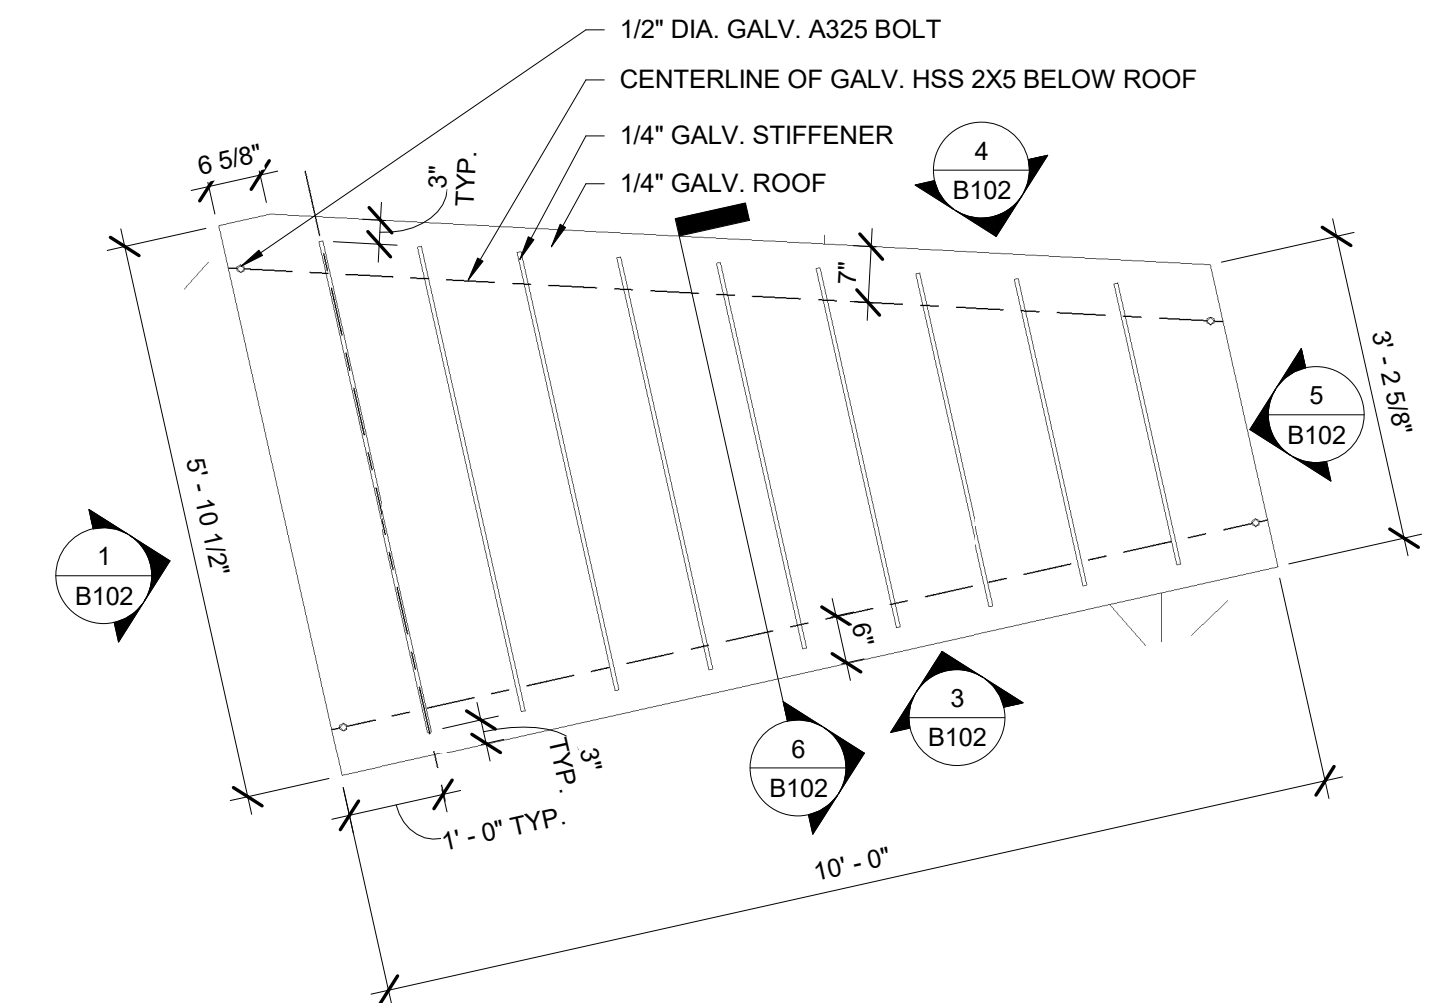 1/2" DIA. GALV. A325 BOLT
CENTERLINE OF GALV. HSS 2X5 BELOW ROOF
1/4" GALV. STIFFENER
1/4" GALV. ROOF
6 5/8"
3"
TYP.
4
B102
7"
3' - 2 5/8"
5
B102
5' - 10 1/2"
1
B102
6"
3
B102
3"
TYP.
6
B102
1' - 0" TYP.
10' - 0"